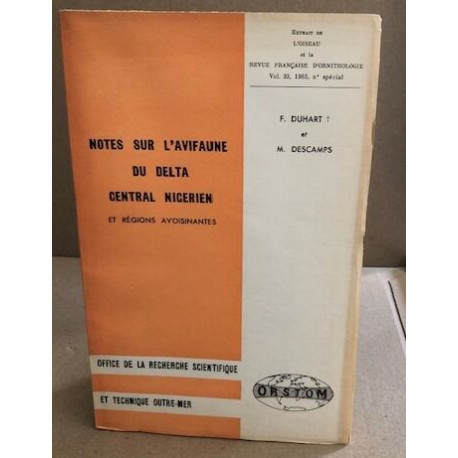 EXTRAIT DE
L'OISEAU
et la
REVUE FRANÇAISE D'ORNITHOLOGIE
Vol. 33, 1963, n° spécial
F. DUHART †
et
M. DESCAMPS
NOTES SUR L'AVIFAUNE
DU DELTA
CENTRAL NIGERIEN
ET RÉGIONS AVOISINANTES
OFFICE DE LA RECHERCHE SCIENTIFIQUE
ET TECHNIQUE OUTRE-MER
ORSTOM